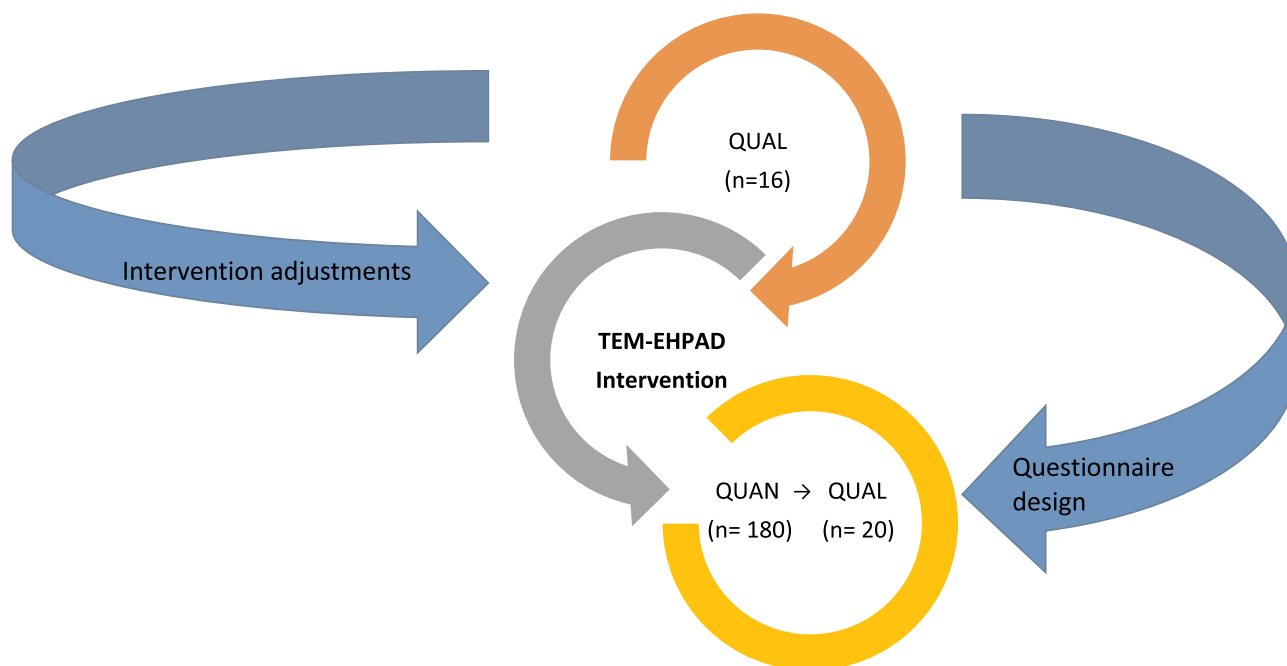 QUAL
(n=16)
Intervention adjustments
TEM-EHPAD
Intervention
QUAN → QUAL
(n= 180) (n= 20)
Questionnaire
design